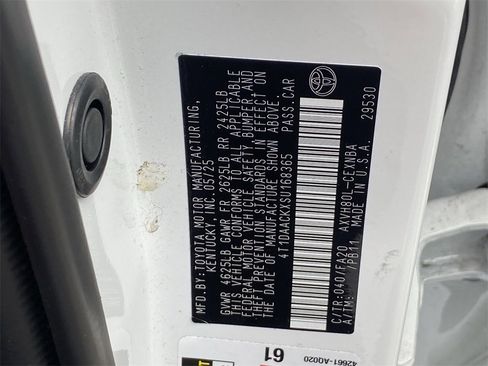 MFD.BY:TOYOTA MOTOR MANUFACTURING,
KENTUCKY, INC. 05/25
GVWR 4625LB GAWR FR 2625LB RR 2425LB
THIS VEHICLE CONFORMS TO ALL APPLICABLE
FEDERAL MOTOR VEHICLE SAFETY, BUMPER AND
THEFT PREVENTION STANDARDS IN EFFECT ON
THE DATE OF MANUFACTURE SHOWN ABOVE.
4T1DAACKXSU168365 PASS.CAR
C/TR:040/FA20 AXVH80L-CEXNBA
A/TM: /PB11 MADE IN U.S.A. 29530
61
42661-AQ020